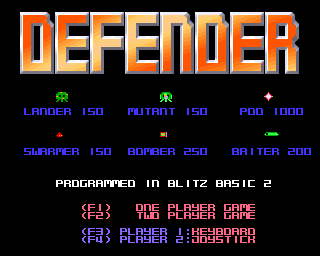 DEFENDER
LANDER 150 MUTANT 150 POD 1000
SWARMER 150 BOMBER 250 BAITER 200
PROGRAMMED IN BLITZ BASIC 2
(F1) ONE PLAYER GAME
(F2) TWO PLAYER GAME
(F3) PLAYER 1:KEYBOARD
(F4) PLAYER 2:JOYSTICK